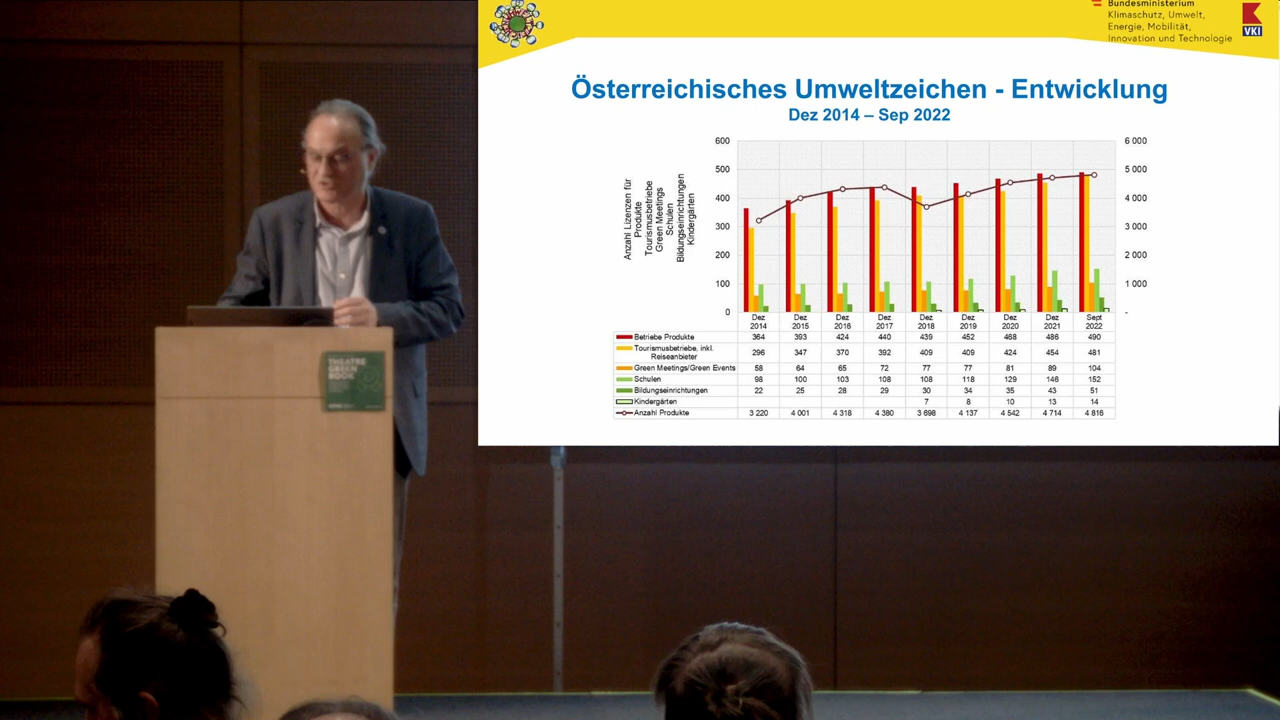 Bundesministerium
Klimaschutz, Umwelt,
Energie, Mobilität,
Innovation und Technologie
VKI
Österreichisches Umweltzeichen - Entwicklung
Dez 2014 – Sep 2022
Anzahl Lizenzen für
Produkte
Tourismusbetriebe
Green Meetings
Schulen
Bildungseinrichtungen
Kindergärten
600
500
400
300
200
100
0
6 000
5 000
4 000
3 000
2 000
1 000
-
Dez 2014 Dez 2015 Dez 2016 Dez 2017 Dez 2018 Dez 2019 Dez 2020 Dez 2021 Sept 2022
Betriebe Produkte 364 393 424 440 439 452 468 486 490
Tourismusbetriebe, inkl. Reiseanbieter 296 347 370 392 409 409 424 454 481
Green Meetings/Green Events 58 64 65 72 77 77 81 89 104
Schulen 98 100 103 108 108 118 129 146 152
Bildungseinrichtungen 22 25 28 29 30 34 35 43 51
Kindergärten 7 8 10 13 14
Anzahl Produkte 3 220 4 001 4 318 4 380 3 698 4 137 4 542 4 714 4 816
THEATRE
GREEN
BOOK